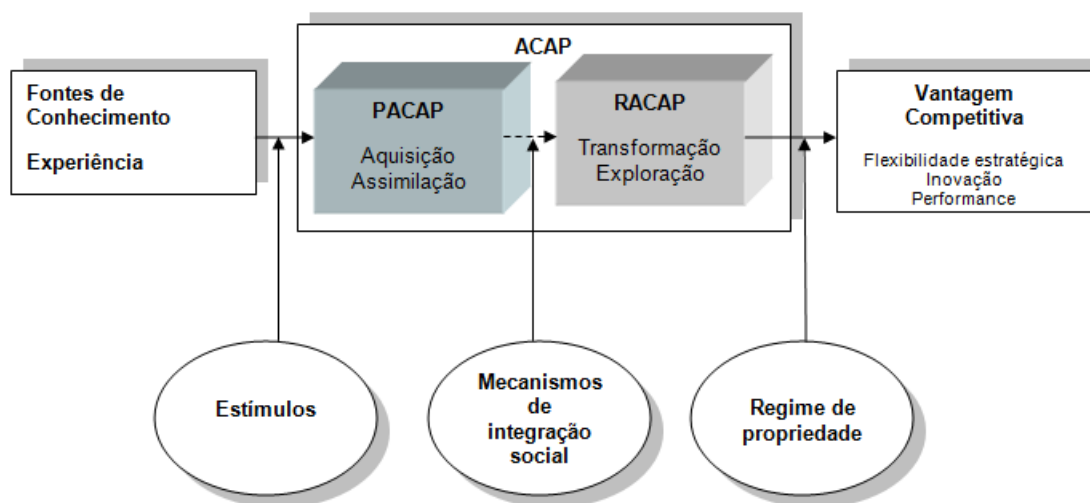 ACAP
Fontes de
Conhecimento
Experiência
PACAP
Aquisição
Assimilação
RACAP
Transformação
Exploração
Vantagem
Competitiva
Flexibilidade estratégica
Inovação
Performance
Estímulos
Mecanismos
de
integração
social
Regime de
propriedade